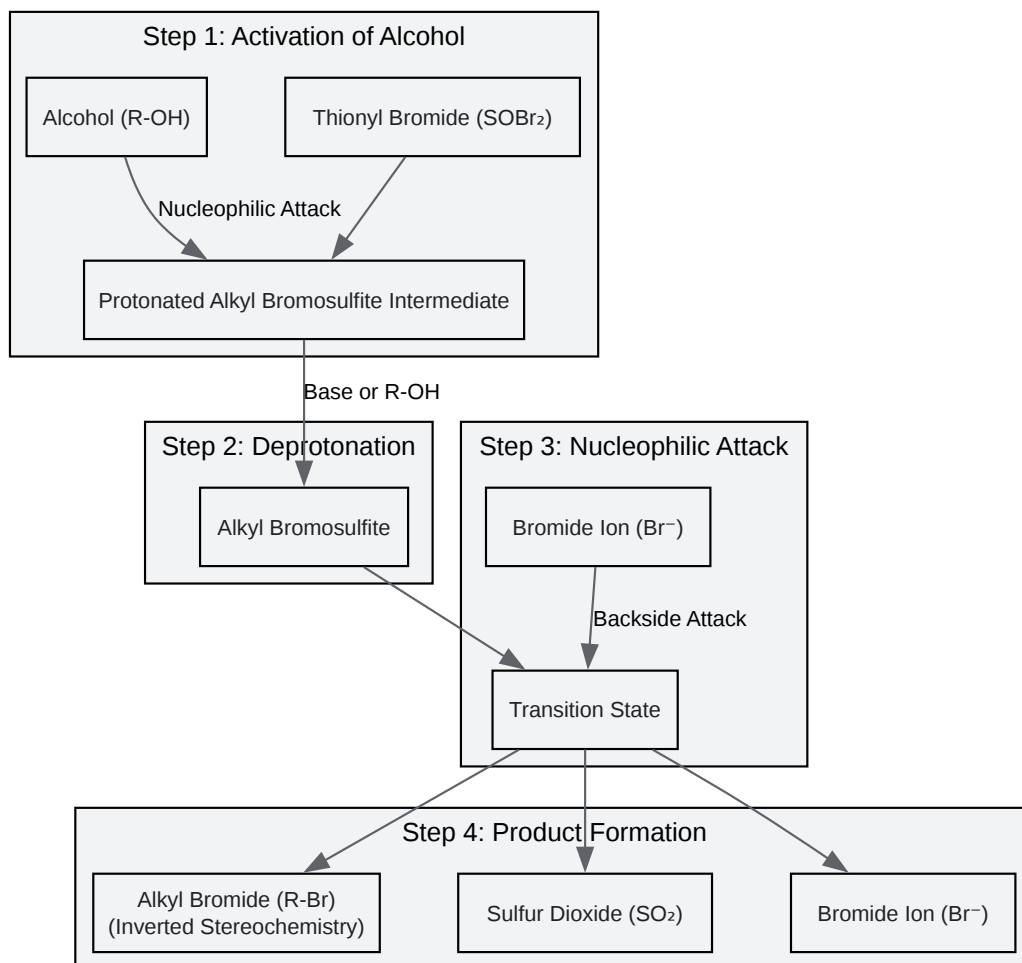 Step 1: Activation of Alcohol
Alcohol (R-OH)
Thionyl Bromide (SOBr₂)
Nucleophilic Attack
Protonated Alkyl Bromosulfite Intermediate
Base or R-OH
Step 2: Deprotonation
Step 3: Nucleophilic Attack
Alkyl Bromosulfite
Bromide Ion (Br⁻)
Backside Attack
Transition State
Step 4: Product Formation
Alkyl Bromide (R-Br)
(Inverted Stereochemistry)
Sulfur Dioxide (SO₂)
Bromide Ion (Br⁻)